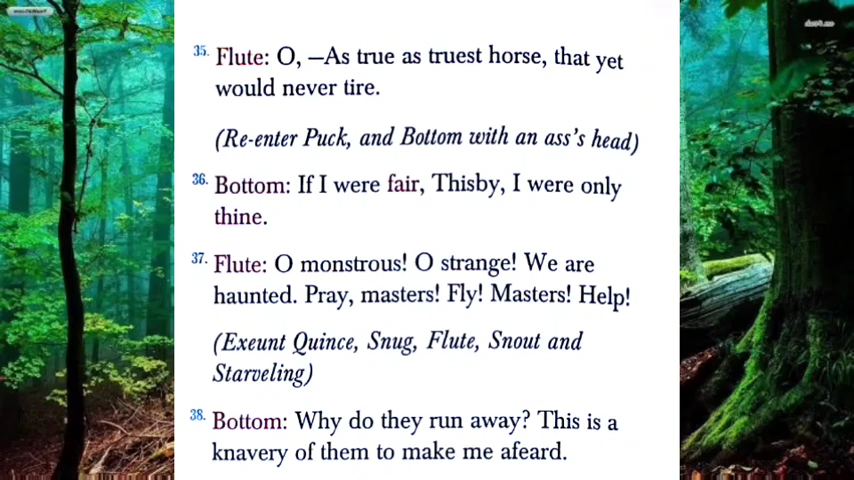 35. Flute: O, —As true as truest horse, that yet
would never tire.
(Re-enter Puck, and Bottom with an ass's head)
36. Bottom: If I were fair, Thisby, I were only
thine.
37. Flute: O monstrous! O strange! We are
haunted. Pray, masters! Fly! Masters! Help!
(Exeunt Quince, Snug, Flute, Snout and
Starveling)
38. Bottom: Why do they run away? This is a
knavery of them to make me afeard.